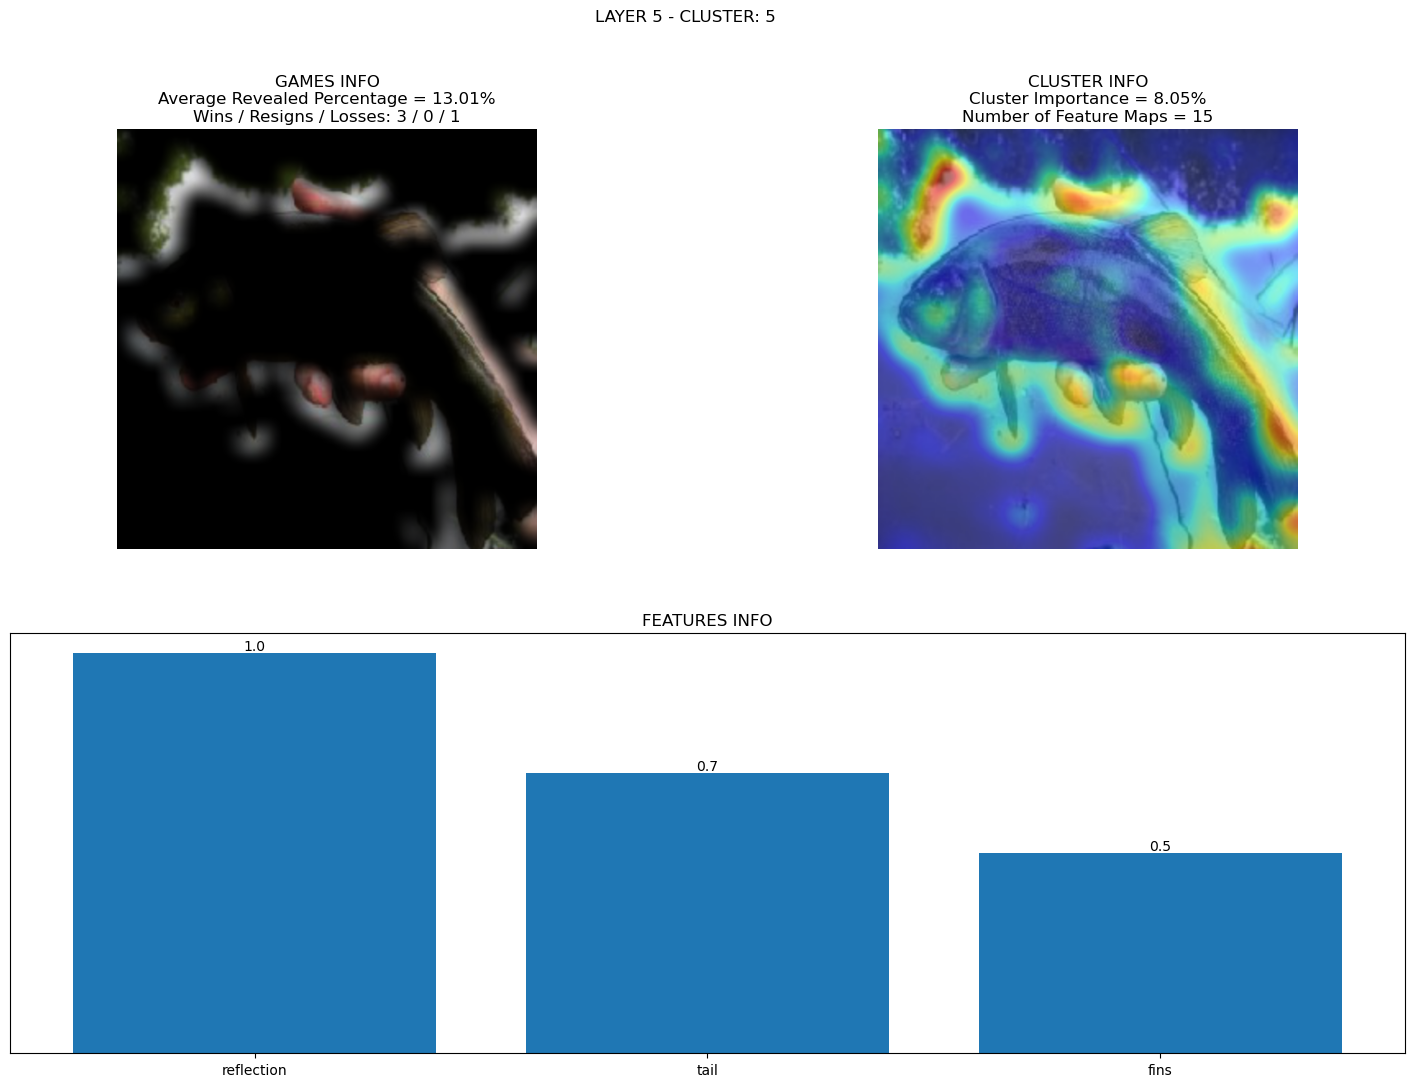 LAYER 5 - CLUSTER: 5
GAMES INFO
Average Revealed Percentage = 13.01%
Wins / Resigns / Losses: 3 / 0 / 1
CLUSTER INFO
Cluster Importance = 8.05%
Number of Feature Maps = 15
FEATURES INFO
1.0
0.7
0.5
reflection
tail
fins